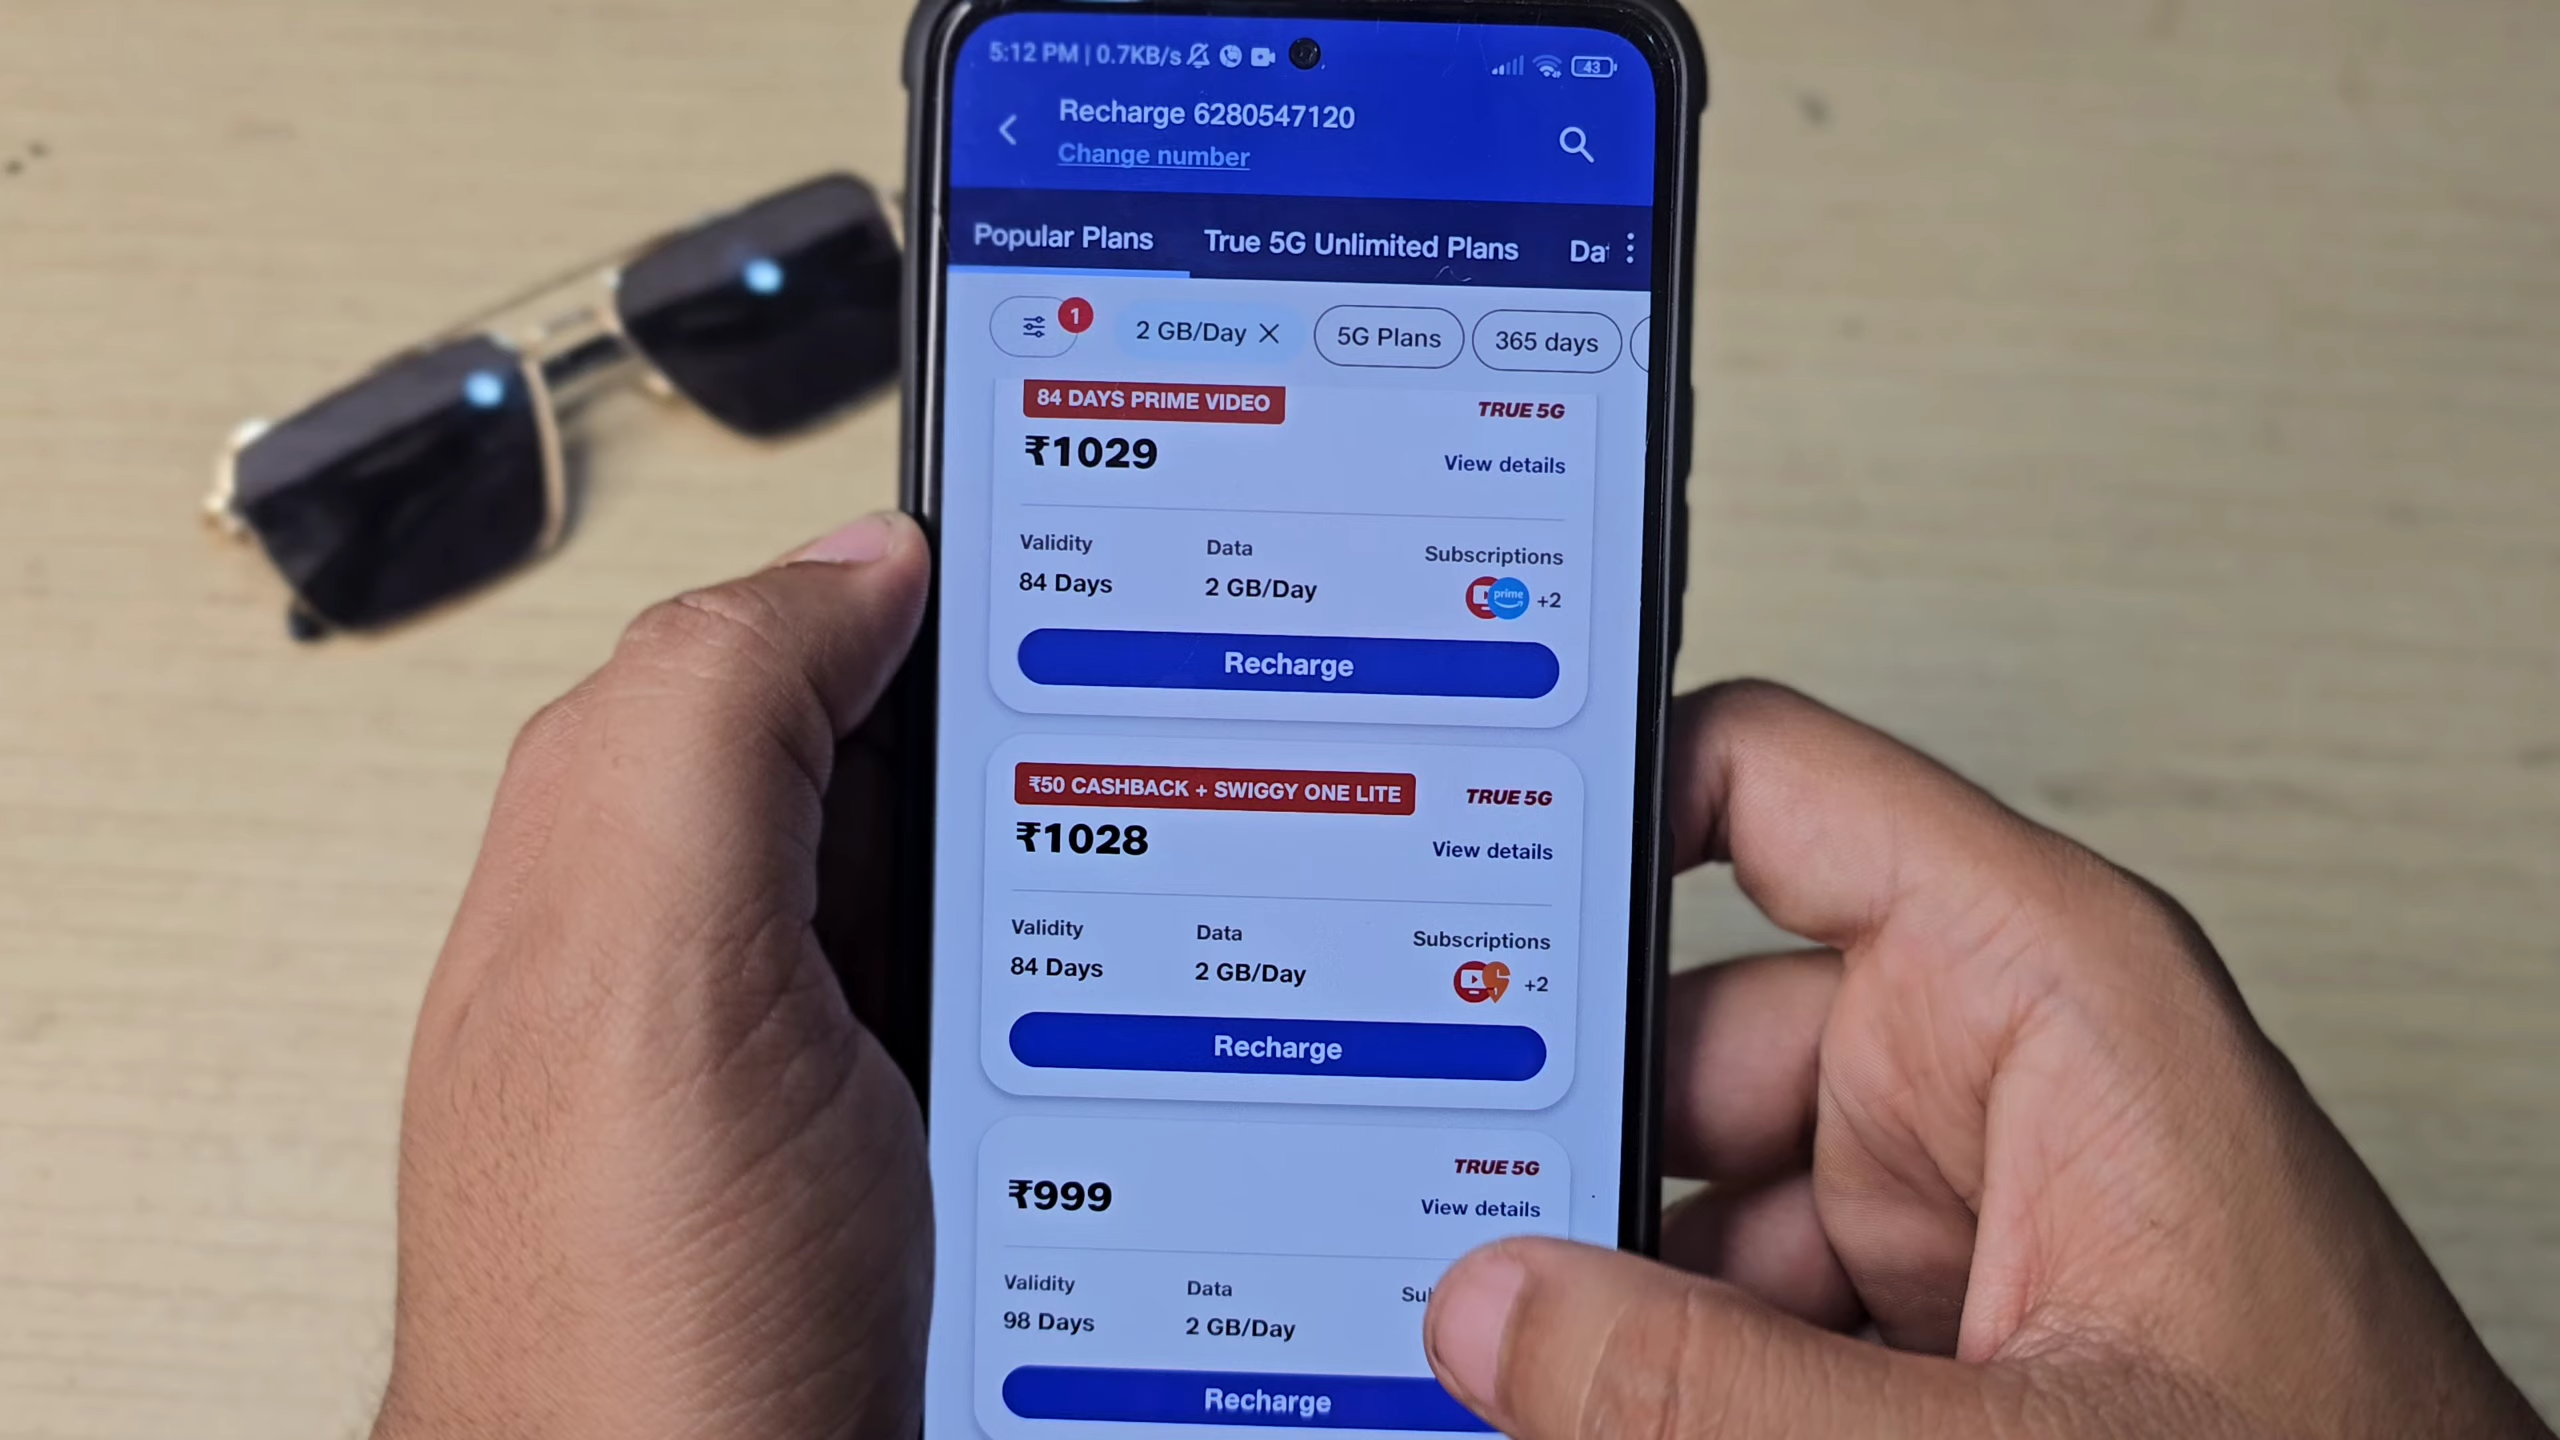 5:12 PM | 0.7KB/s
43
Recharge 6280547120
Change number
Popular Plans True 5G Unlimited Plans
1 2 GB/Day 5G Plans 365 days
84 DAYS PRIME VIDEO TRUE 5G
₹1029 View details
Validity Data Subscriptions
84 Days 2 GB/Day prime +2
Recharge
₹50 CASHBACK + SWIGGY ONE LITE TRUE 5G
₹1028 View details
Validity Data Subscriptions
84 Days 2 GB/Day +2
Recharge
TRUE 5G
₹999 View details
Validity Data
98 Days 2 GB/Day
Recharge